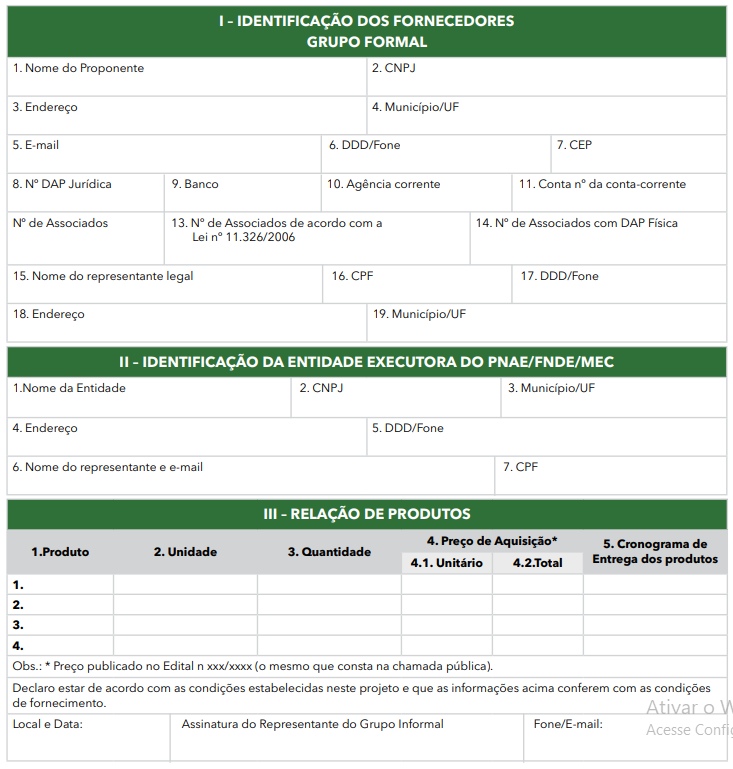 I – IDENTIFICAÇÃO DOS FORNECEDORES
GRUPO FORMAL
1. Nome do Proponente
2. CNPJ
3. Endereço
4. Município/UF
5. E-mail
6. DDD/Fone
7. CEP
8. Nº DAP Jurídica
9. Banco
10. Agência corrente
11. Conta nº da conta-corrente
Nº de Associados
13. Nº de Associados de acordo com a
Lei nº 11.326/2006
14. Nº de Associados com DAP Física
15. Nome do representante legal
16. CPF
17. DDD/Fone
18. Endereço
19. Município/UF
II – IDENTIFICAÇÃO DA ENTIDADE EXECUTORA DO PNAE/FNDE/MEC
1.Nome da Entidade
2. CNPJ
3. Município/UF
4. Endereço
5. DDD/Fone
6. Nome do representante e e-mail
7. CPF
III – RELAÇÃO DE PRODUTOS
1.Produto
2. Unidade
3. Quantidade
4. Preço de Aquisição*
4.1. Unitário
4.2.Total
5. Cronograma de
Entrega dos produtos
1.
2.
3.
4.
Obs.: * Preço publicado no Edital n xxx/xxxx (o mesmo que consta na chamada pública).
Declaro estar de acordo com as condições estabelecidas neste projeto e que as informações acima conferem com as condições
de fornecimento.
Local e Data:
Assinatura do Representante do Grupo Informal
Fone/E-mail:
Ativar o W
Acesse Config